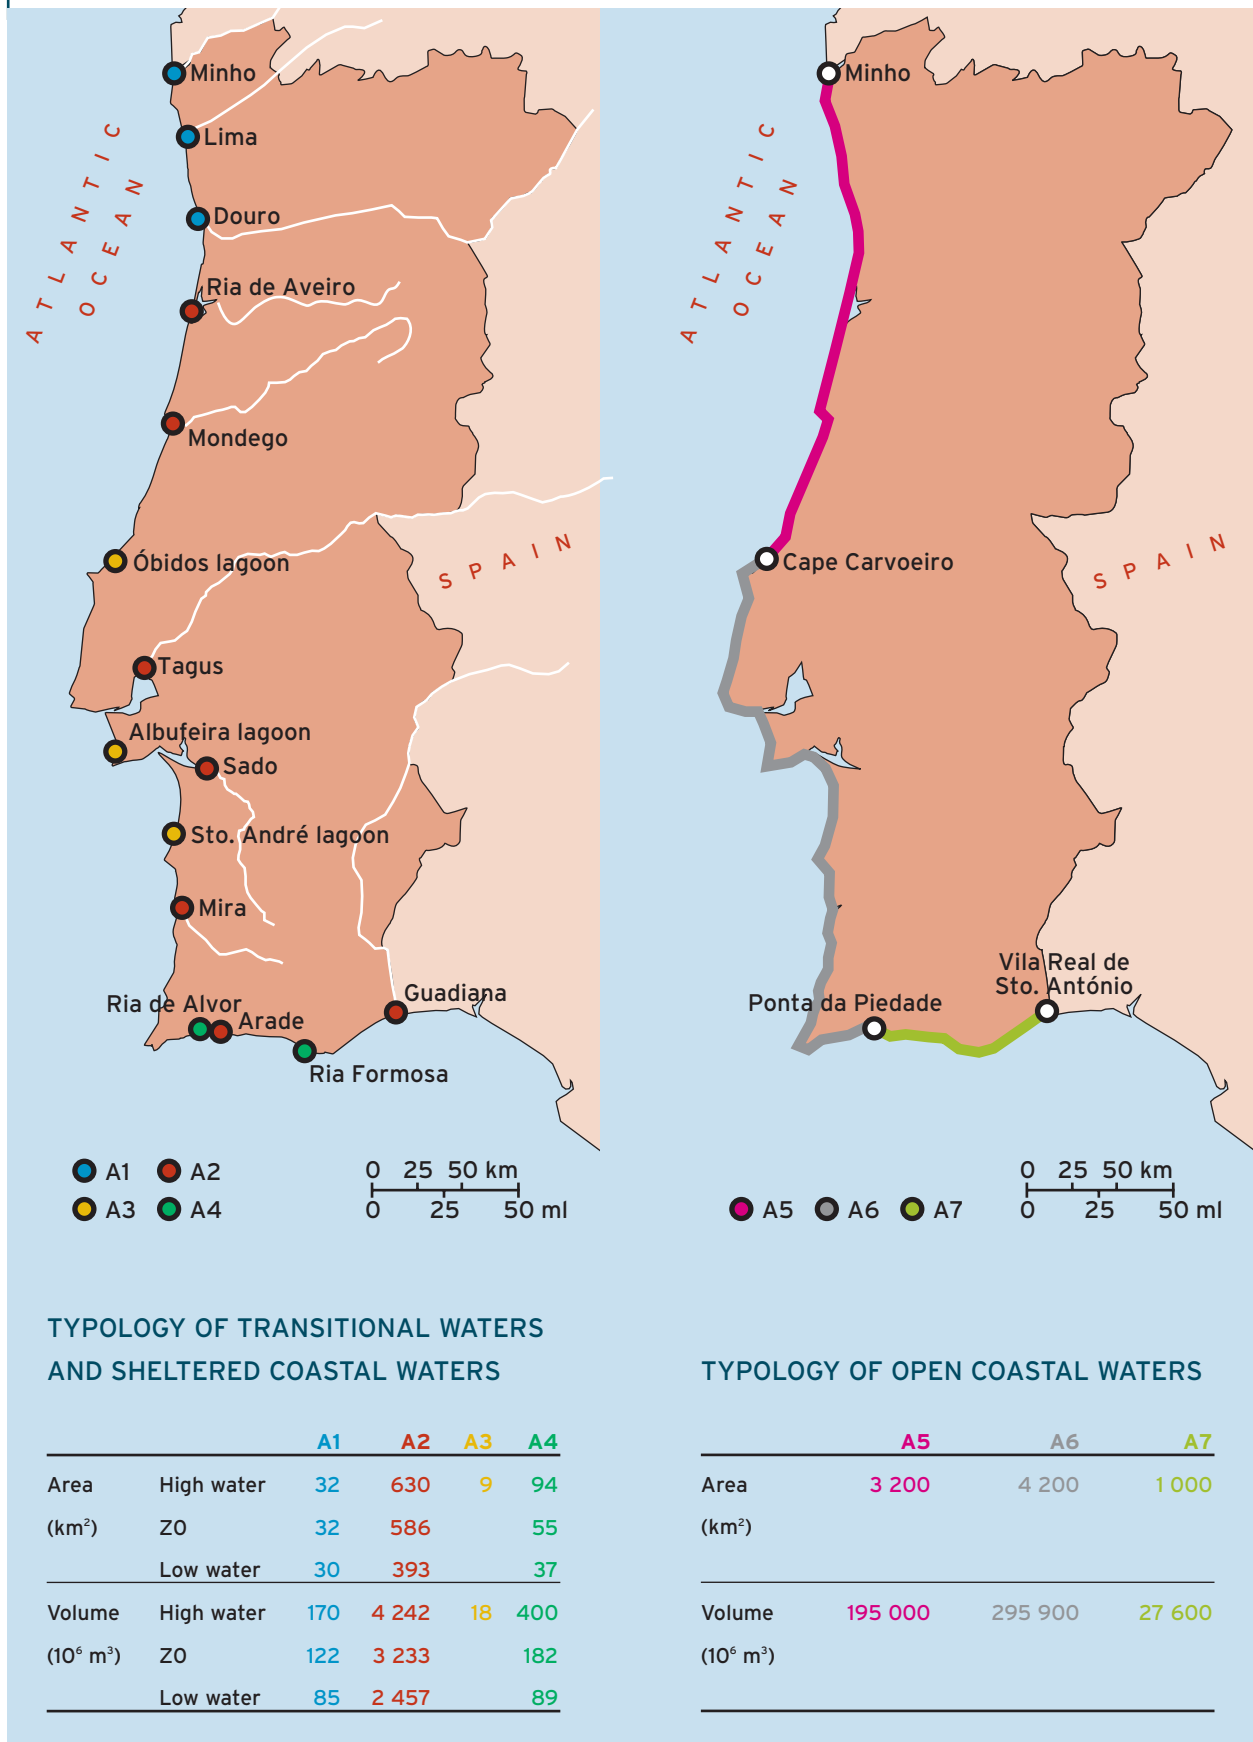 Minho
Lima
Douro
Ria de Aveiro
Mondego
Óbidos lagoon
Tagus
Albufeira lagoon
Sado
Sto. André lagoon
Mira
Ria de Alvor
Arade
Guadiana
Ria Formosa
ATLANTIC
OCEAN
SPAIN
A1 A2
A3 A4
0 25 50 km
0 25 50 ml
Minho
Cape Carvoeiro
Ponta da Piedade
Vila Real de
Sto. António
ATLANTIC
OCEAN
SPAIN
A5 A6 A7
0 25 50 km
0 25 50 ml
TYPOLOGY OF TRANSITIONAL WATERS
AND SHELTERED COASTAL WATERS
A1 A2 A3 A4
Area High water 32 630 9 94
(km²) Z0 32 586 55
Low water 30 393 37
Volume High water 170 4 242 18 400
(10⁶ m³) Z0 122 3 233 182
Low water 85 2 457 89
TYPOLOGY OF OPEN COASTAL WATERS
A5 A6 A7
Area 3 200 4 200 1 000
(km²)
Volume 195 000 295 900 27 600
(10⁶ m³)